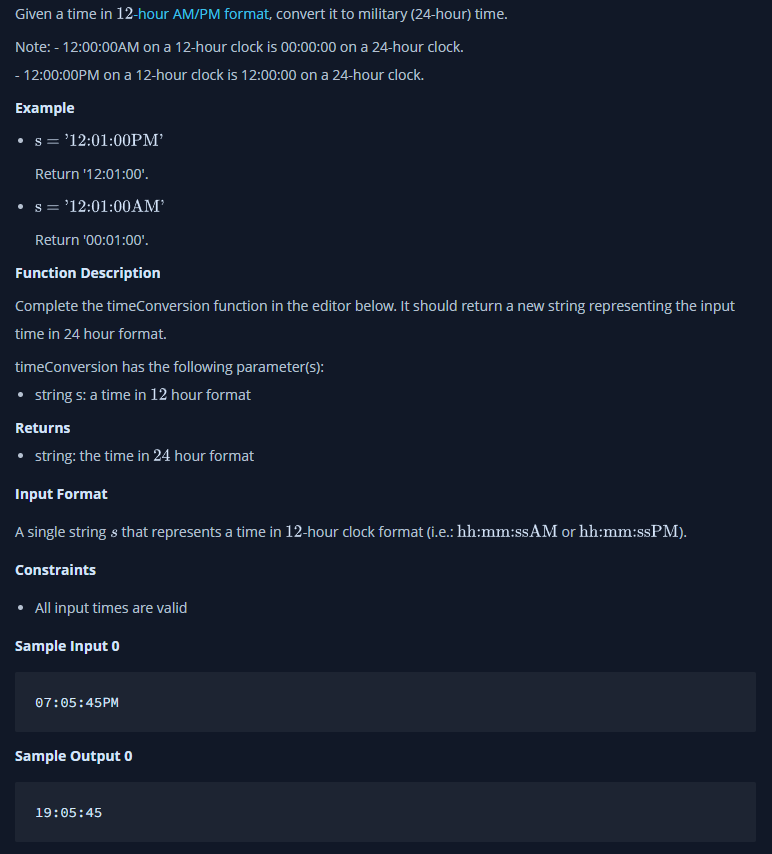 Given a time in 12-hour AM/PM format, convert it to military (24-hour) time.
Note: - 12:00:00AM on a 12-hour clock is 00:00:00 on a 24-hour clock.
- 12:00:00PM on a 12-hour clock is 12:00:00 on a 24-hour clock.
Example
• s = '12:01:00PM'
Return '12:01:00'.
• s = '12:01:00AM'
Return '00:01:00'.
Function Description
Complete the timeConversion function in the editor below. It should return a new string representing the input
time in 24 hour format.
timeConversion has the following parameter(s):
• string s: a time in 12 hour format
Returns
• string: the time in 24 hour format
Input Format
A single string s that represents a time in 12-hour clock format (i.e.: hh:mm:ssAM or hh:mm:ssPM).
Constraints
• All input times are valid
Sample Input 0
07:05:45PM
Sample Output 0
19:05:45